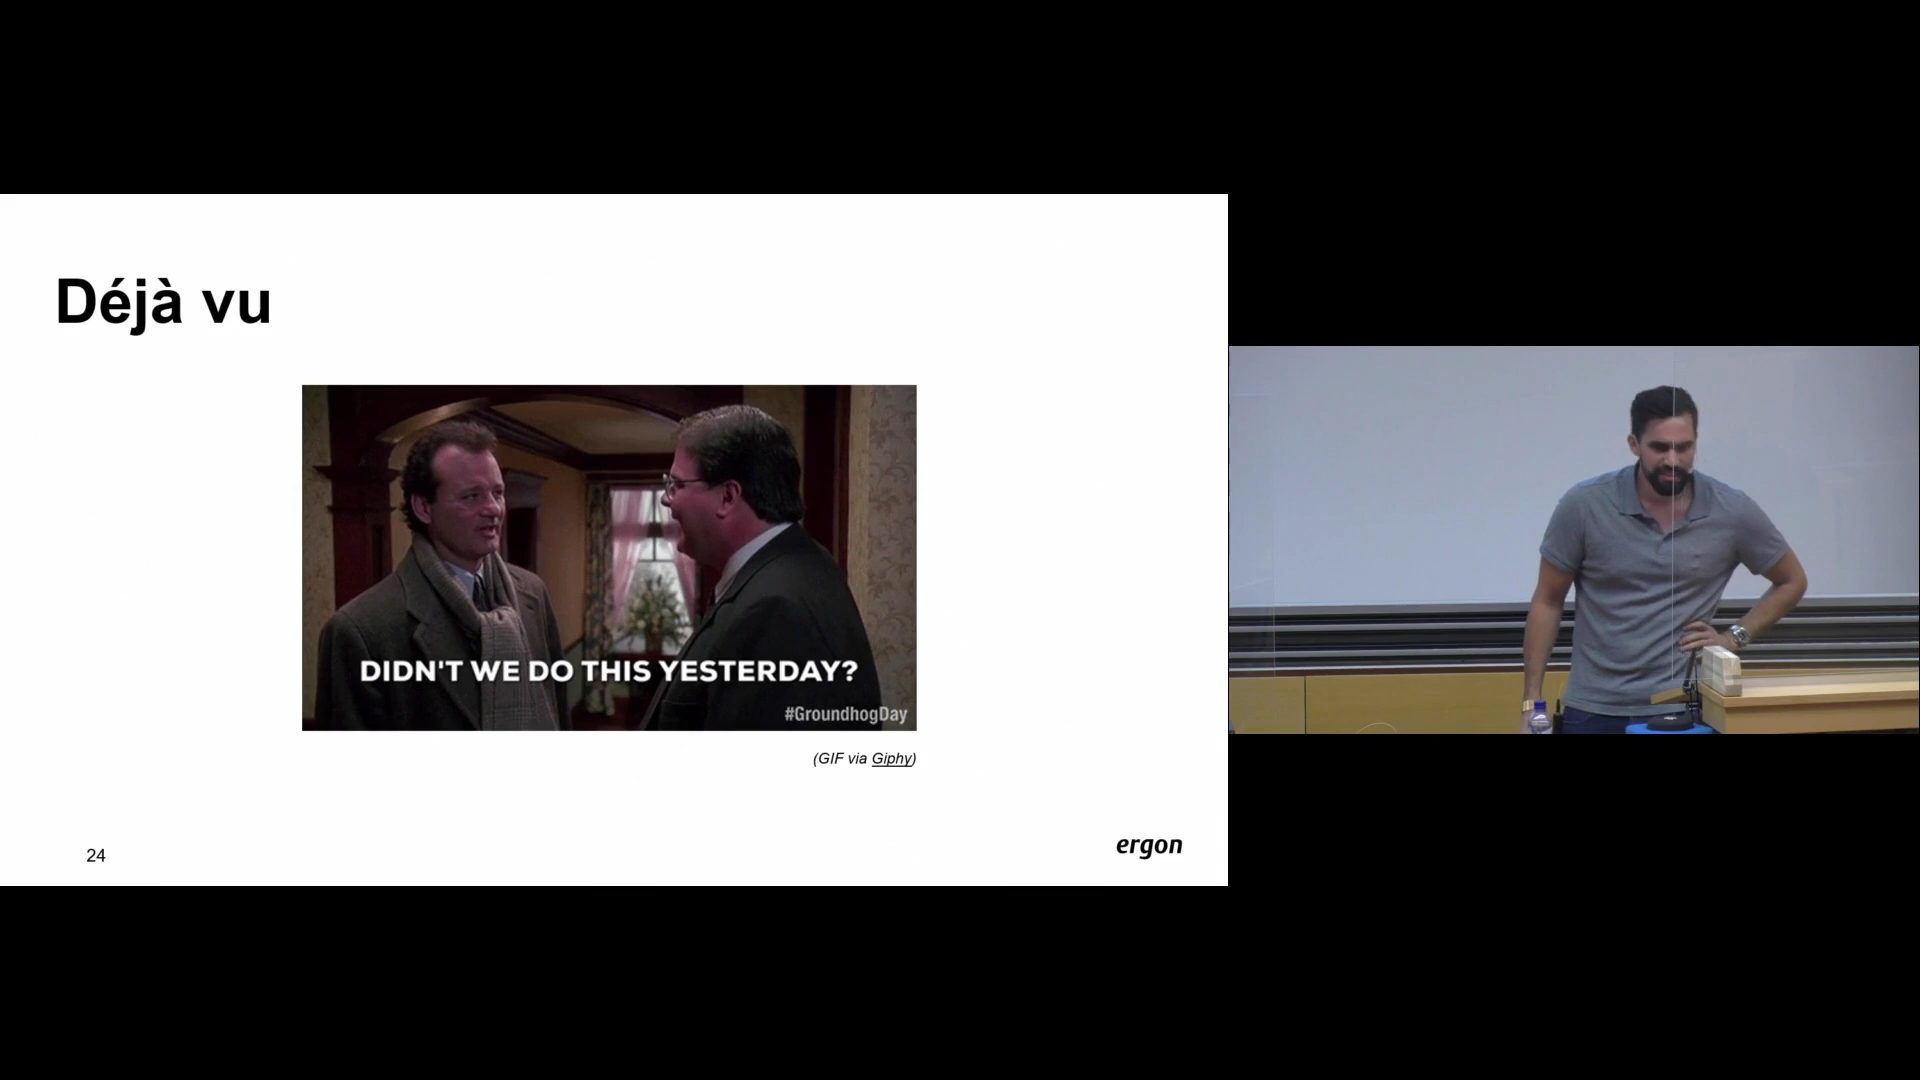 Déjà vu
DIDN'T WE DO THIS YESTERDAY?
#GroundhogDay
(GIF via Giphy)
24
ergon